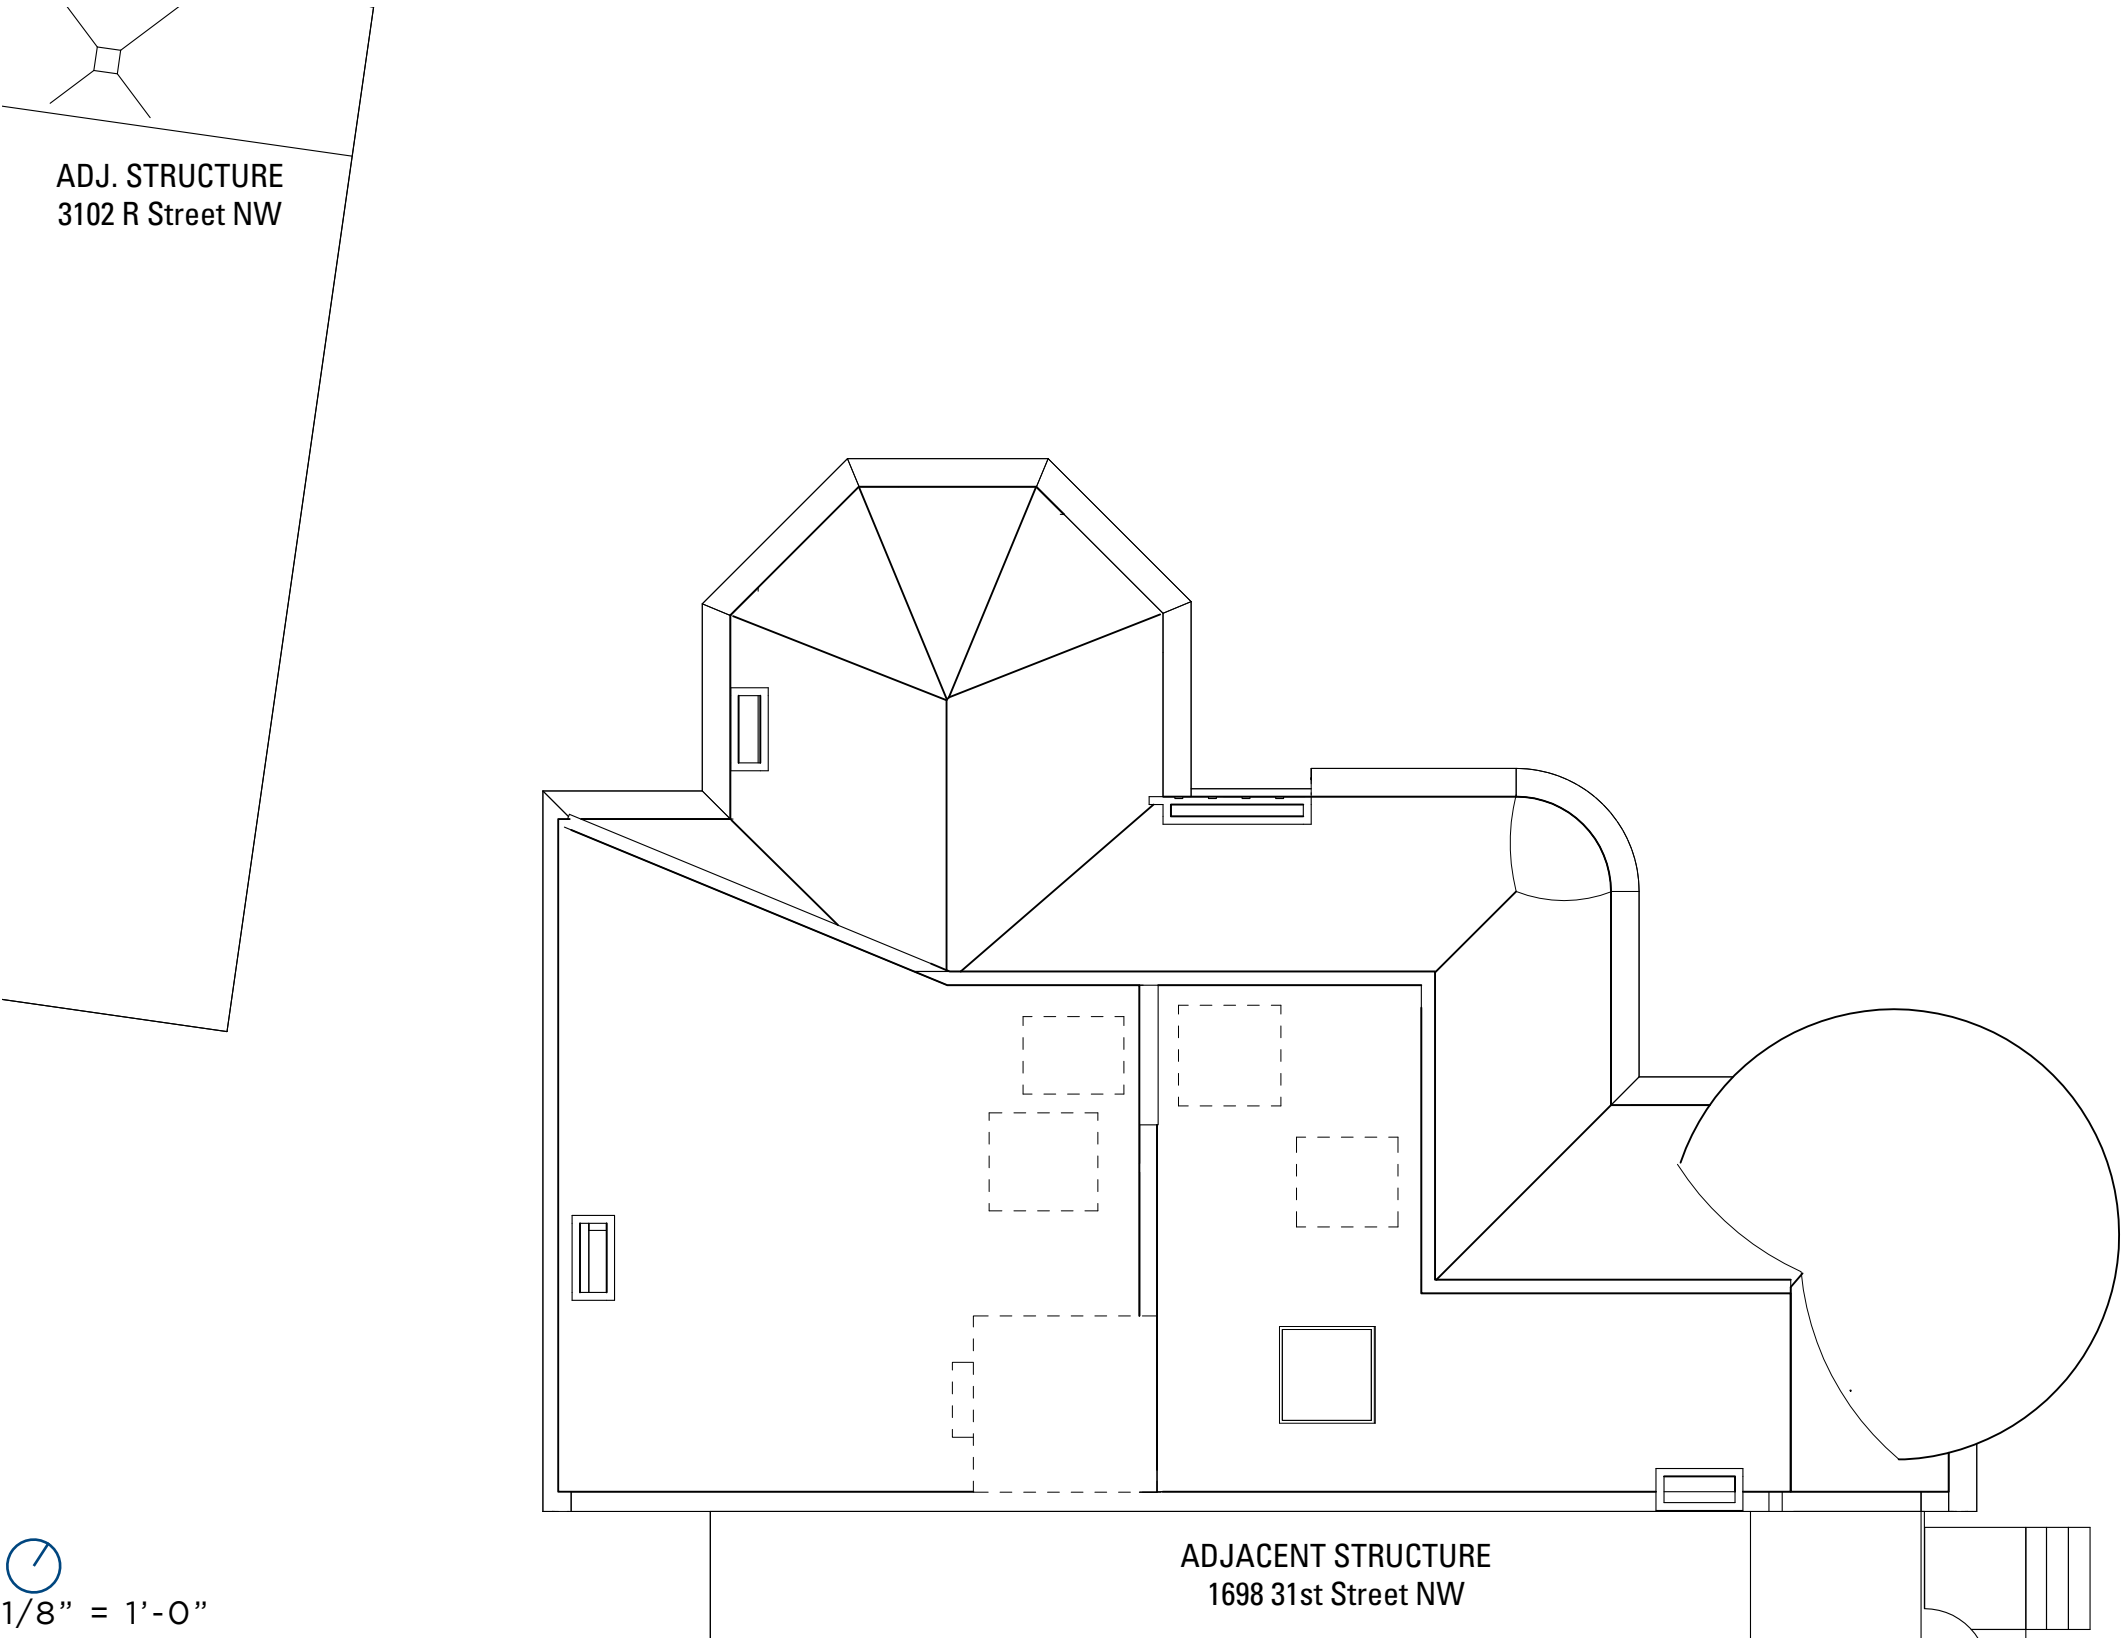 ADJ. STRUCTURE
3102 R Street NW
ADJACENT STRUCTURE
1698 31st Street NW
1/8” = 1’-0”